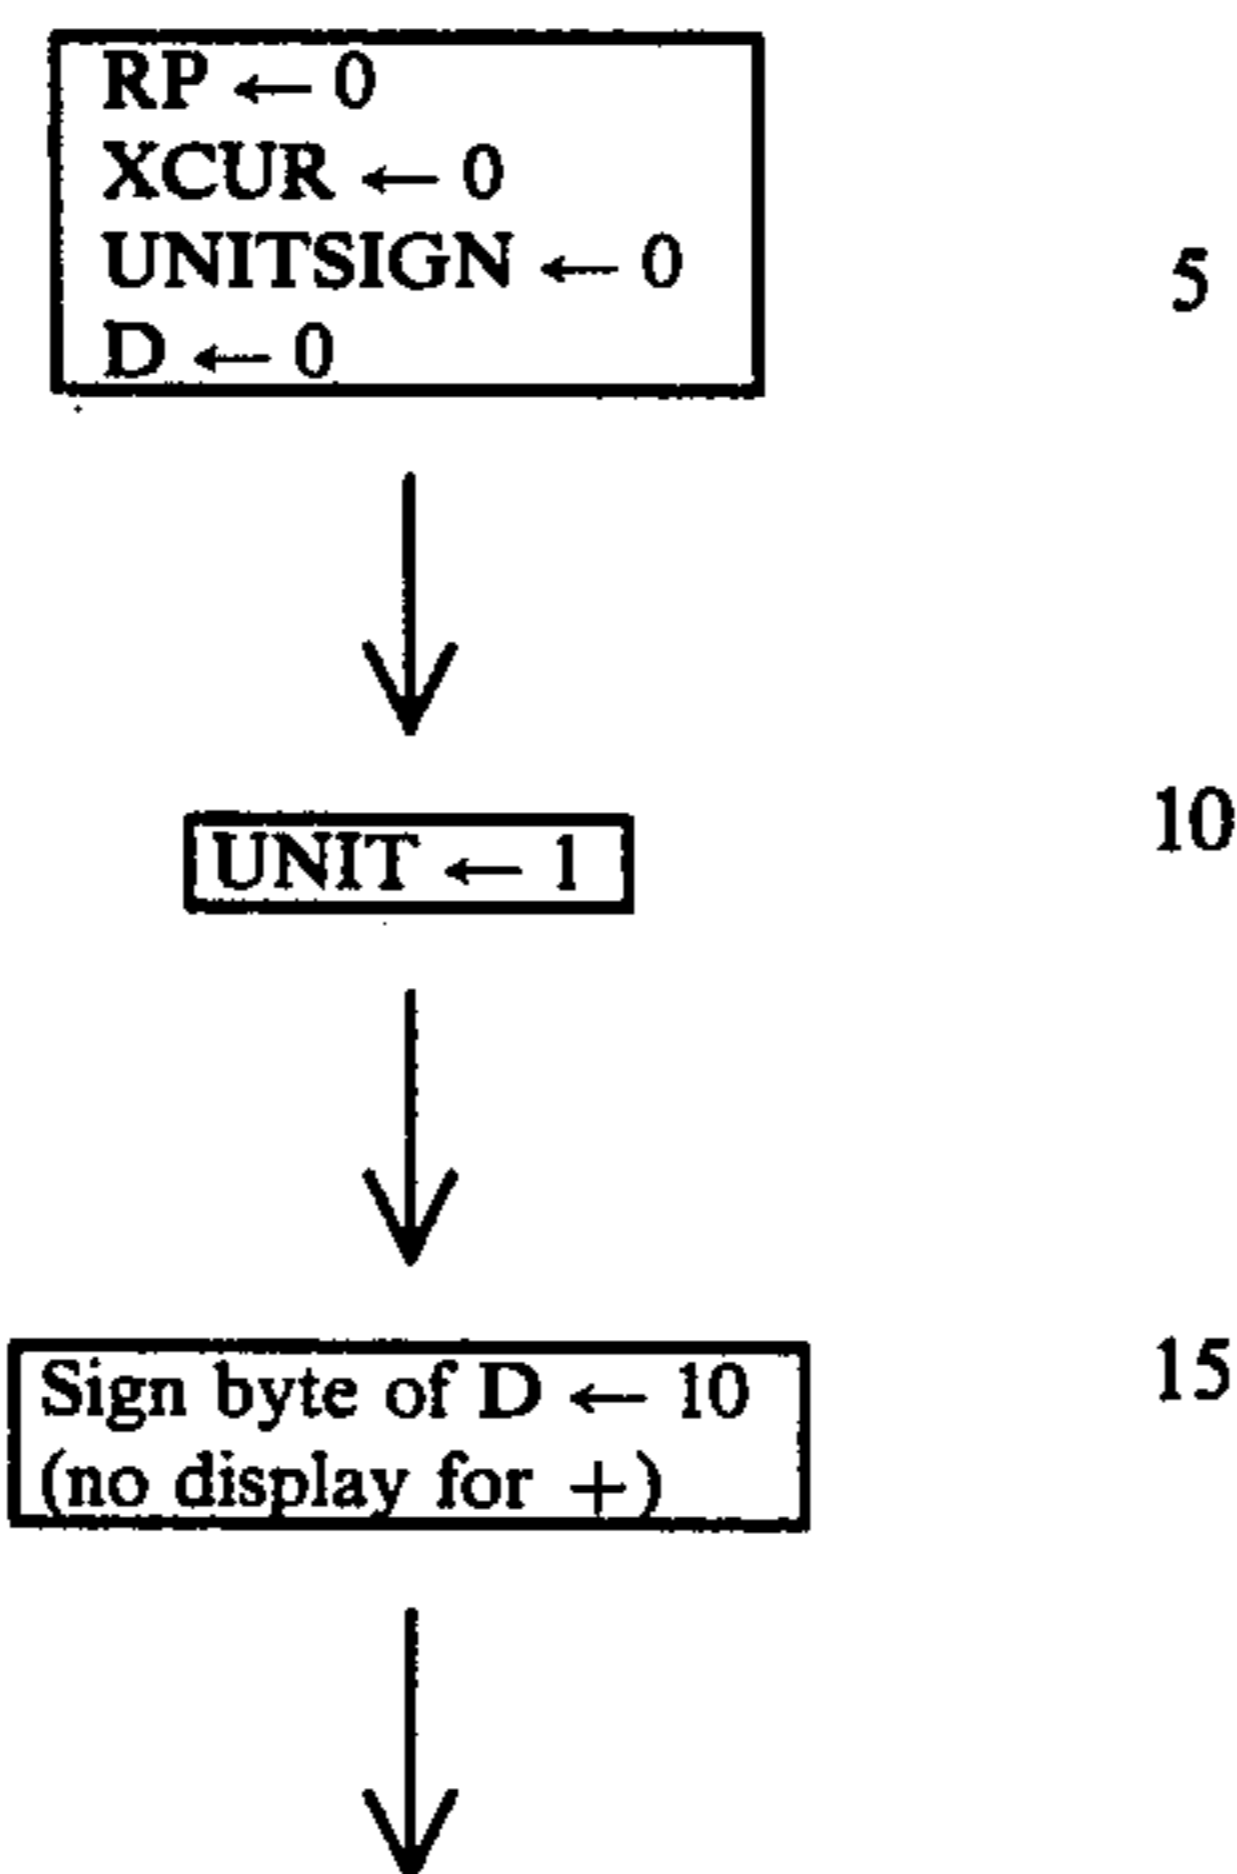 RP ← 0
XCUR ← 0
UNITSIGN ← 0
5
D ← 0
UNIT ← 1
10
Sign byte of D ← 10
15
(no display for +)